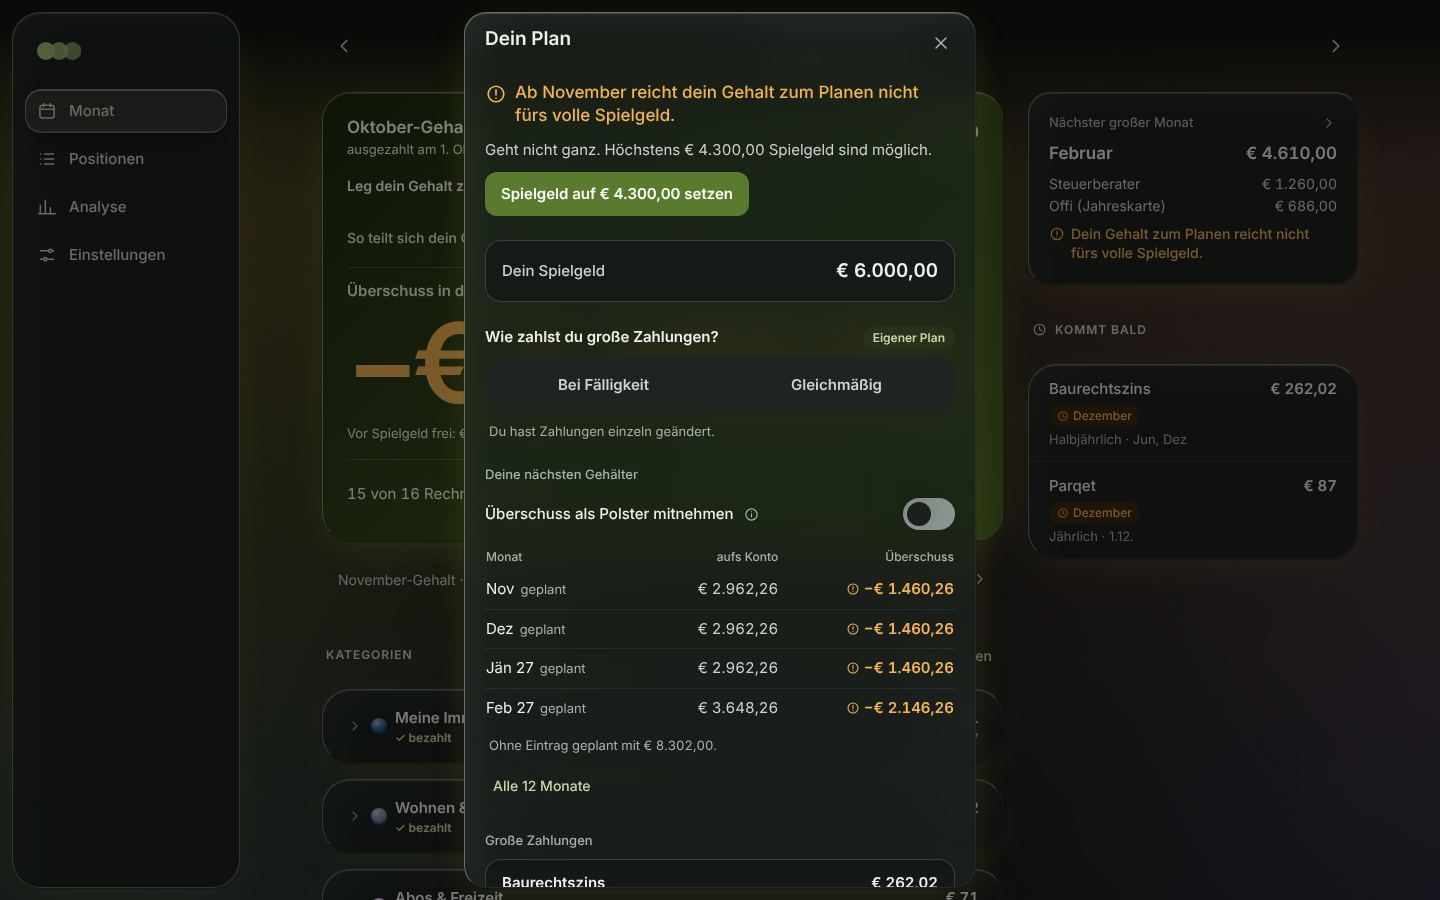 Monat
Positionen
Analyse
Einstellungen
Oktober-Geha
ausgezahlt am 1. O
Leg dein Gehalt z
So teilt sich dein
Überschuss in d
–€
Vor Spielgeld frei: €
15 von 16 Rechn
November-Gehalt ·
KATEGORIEN
en
Meine Im
✓ bezahlt
Wohnen &
✓ bezahlt
Abos & Freizeit
€ 71
Dein Plan
Ab November reicht dein Gehalt zum Planen nicht
fürs volle Spielgeld.
Geht nicht ganz. Höchstens € 4.300,00 Spielgeld sind möglich.
Spielgeld auf € 4.300,00 setzen
Dein Spielgeld € 6.000,00
Wie zahlst du große Zahlungen? Eigener Plan
Bei Fälligkeit Gleichmäßig
Du hast Zahlungen einzeln geändert.
Deine nächsten Gehälter
Überschuss als Polster mitnehmen
Monat aufs Konto Überschuss
Nov geplant € 2.962,26 –€ 1.460,26
Dez geplant € 2.962,26 –€ 1.460,26
Jän 27 geplant € 2.962,26 –€ 1.460,26
Feb 27 geplant € 3.648,26 –€ 2.146,26
Ohne Eintrag geplant mit € 8.302,00.
Alle 12 Monate
Große Zahlungen
Baurechtszins € 262,02
Nächster großer Monat
Februar € 4.610,00
Steuerberater € 1.260,00
Offi (Jahreskarte) € 686,00
Dein Gehalt zum Planen reicht nicht
fürs volle Spielgeld.
KOMMT BALD
Baurechtszins € 262,02
Dezember
Halbjährlich · Jun, Dez
Parqet € 87
Dezember
Jährlich · 1.12.